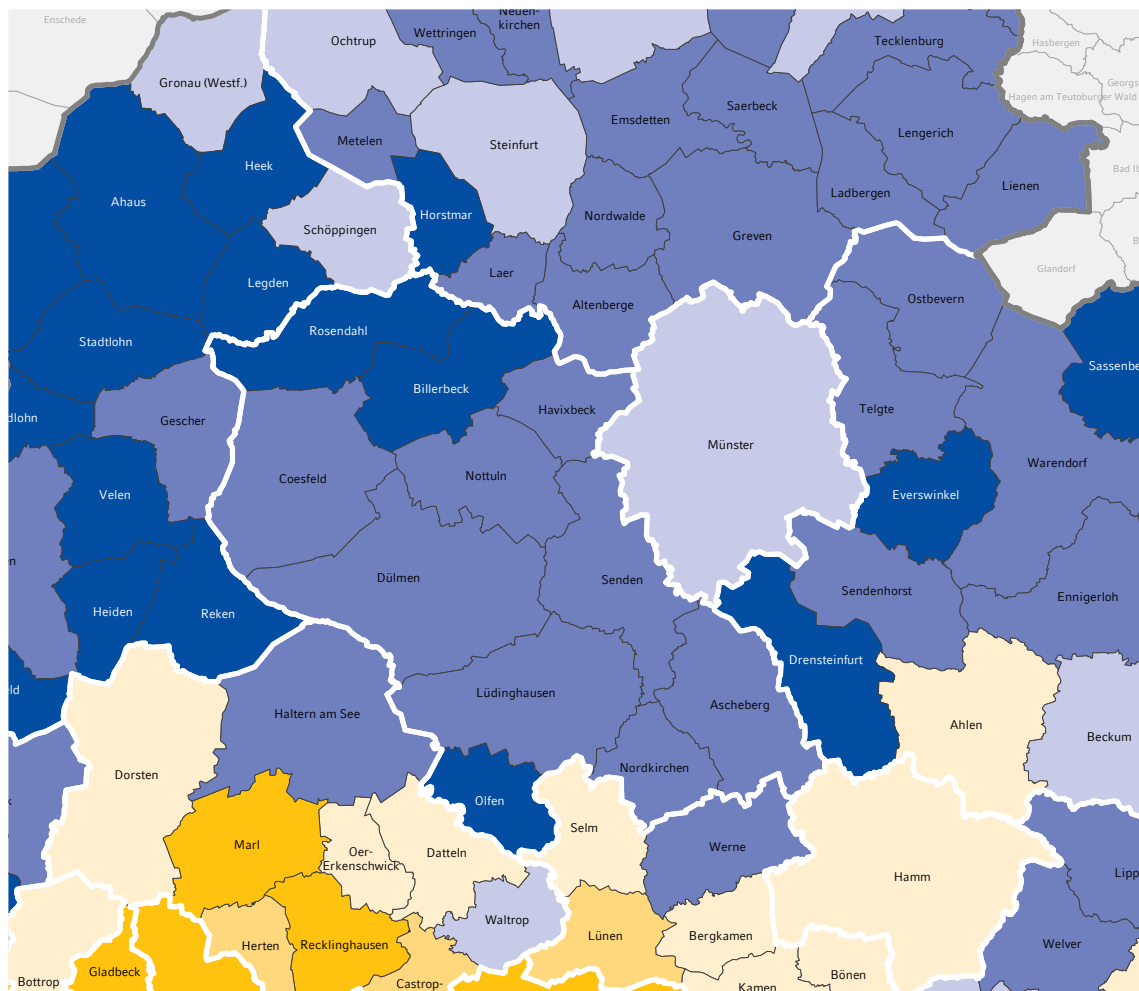 Enschede
Neuen-
kirchen
Wettringen
Ochtrup
Tecklenburg
Hasbergen
Gronau (Westf.)
Georgs
Hagen am Teutoburger Wald
Saerbeck
Emsdetten
Lengerich
Metelen
Steinfurt
Heek
Bad Ib
Lienen
Ladbergen
Ahaus
Horstmar
Nordwalde
Schöppingen
Greven
Glandorf
Laer
Legden
Ostbevern
Altenberge
Rosendahl
Stadtlohn
Sassenbe
Billerbeck
Havixbeck
Telgte
dlohn
Gescher
Münster
Warendorf
Nottuln
Coesfeld
Velen
Everswinkel
en
Dülmen
Senden
Sendenhorst
Ennigerloh
Heiden
Reken
Drensteinfurt
eld
Lüdinghausen
Ascheberg
Haltern am See
Ahlen
Beckum
Nordkirchen
Dorsten
Olfen
Selm
Marl
Oer-
Erkenschwick
Datteln
Werne
Hamm
Lipp
Waltrop
Lünen
Bergkamen
Herten
Recklinghausen
Welver
Gladbeck
Bönen
Bottrop
Castrop-
Kamen